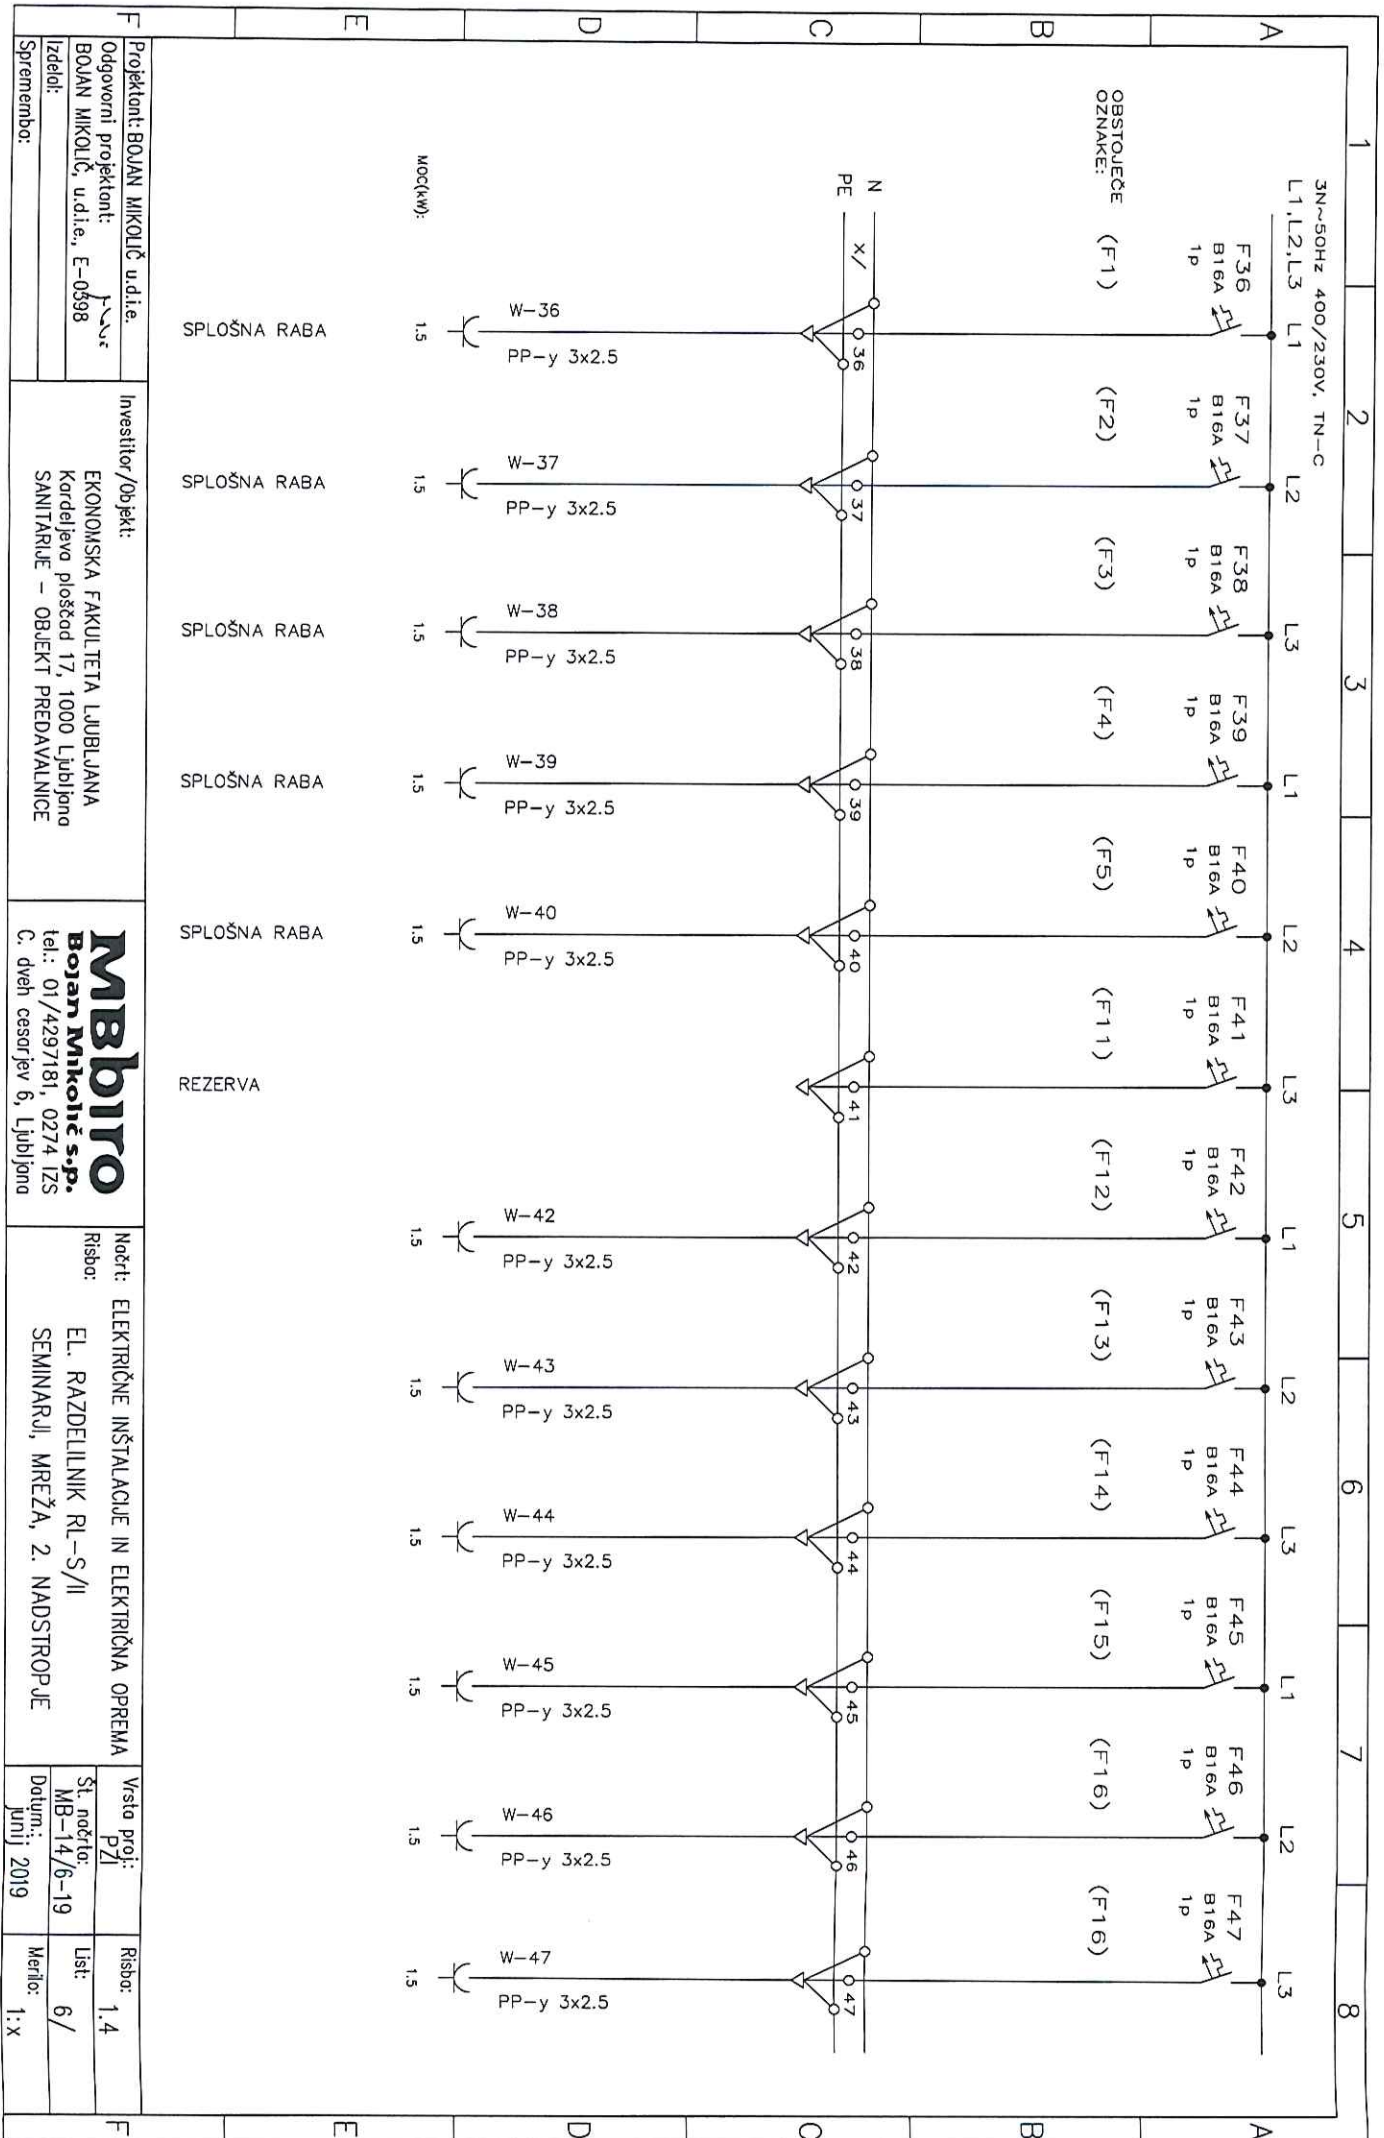 1 2 3 4 5 6 7 8
A
B
C
D
E
F
A
B
C
D
E
F
3N~50Hz 400/230V, TN-C
L1,L2,L3
L1 L2 L3 L1 L2 L3 L1 L2 L3 L1 L2 L3
F36 F37 F38 F39 F40 F41 F42 F43 F44 F45 F46 F47
B16A B16A B16A B16A B16A B16A B16A B16A B16A B16A B16A B16A
1p 1p 1p 1p 1p 1p 1p 1p 1p 1p 1p 1p
OBSTOJEČE
OZNAKE:
(F1) (F2) (F3) (F4) (F5) (F11) (F12) (F13) (F14) (F15) (F16) (F16)
N
X/ 36 37 38 39 40 41 42 43 44 45 46 47
PE
W-36 W-37 W-38 W-39 W-40 W-42 W-43 W-44 W-45 W-46 W-47
PP-y 3x2.5 PP-y 3x2.5 PP-y 3x2.5 PP-y 3x2.5 PP-y 3x2.5 PP-y 3x2.5 PP-y 3x2.5 PP-y 3x2.5 PP-y 3x2.5 PP-y 3x2.5 PP-y 3x2.5
MOC(kW): 1.5 1.5 1.5 1.5 1.5 1.5 1.5 1.5 1.5 1.5 1.5
SPLOŠNA RABA SPLOŠNA RABA SPLOŠNA RABA SPLOŠNA RABA SPLOŠNA RABA REZERVA
Projektant: BOJAN MIKOLIČ u.d.i.e.
Odgovorni projektant:
BOJAN MIKOLIČ, u.d.i.e., E-0398
Izdelal:
Sprememba:
Investitor/objekt:
EKONOMSKA FAKULTETA LJUBLJANA
Kardeljeva ploščad 17, 1000 Ljubljana
SANITARIJE - OBJEKT PREDAVALNICE
MBbiro
Bojan Mikolič s.p.
tel.: 01/4297181, 0274 IZS
C. dveh cesarjev 6, Ljubljana
Načrt: ELEKTRIČNE INŠTALACIJE IN ELEKTRIČNA OPREMA
Risba:
EL. RAZDELILNIK RL-S/II
SEMINARJI, MREŽA, 2. NADSTROPJE
Vrsta proj:
PZI
Št. načrta:
MB-14/6-19
Datum.:
junij 2019
Risba: 1.4
List: 6/
Merilo: 1:x